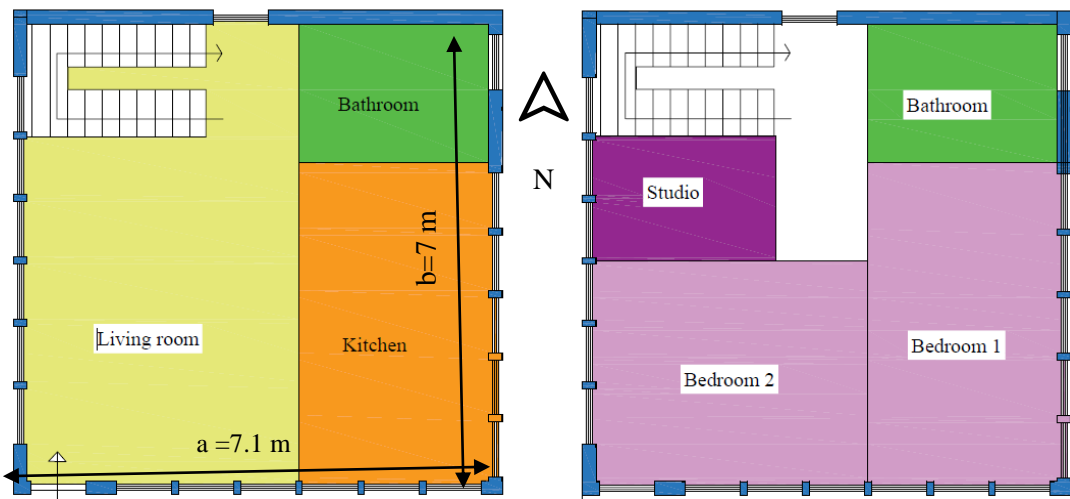 Bathroom
Living room
Kitchen
a =7.1 m
b=7 m
N
Bathroom
Studio
Bedroom 1
Bedroom 2